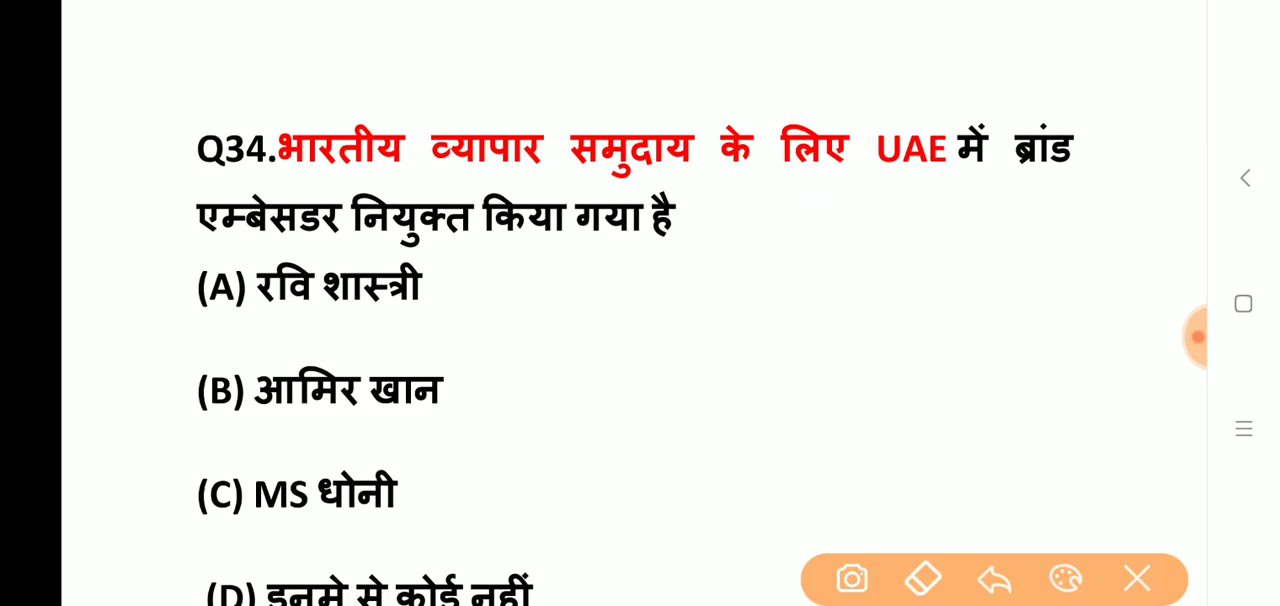 Q34.भारतीय व्यापार समुदाय के लिए UAE में ब्रांड
एम्बेसडर नियुक्त किया गया है
(A) रवि शास्त्री
(B) आमिर खान
(C) MS धोनी
(D) इनमे से कोई नहीं